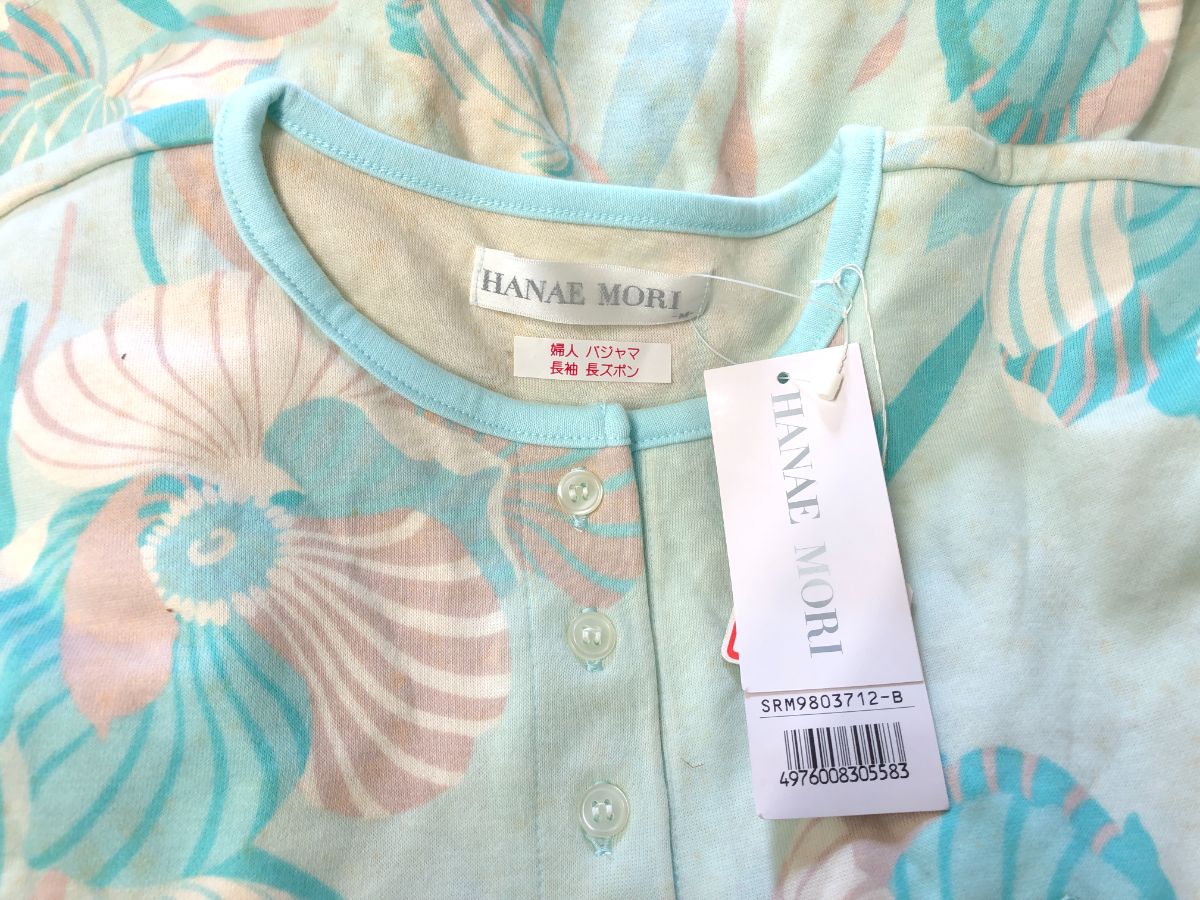 HANAE MORI
-M-
婦人 パジャマ
長袖 長ズボン
HANAE MORI
SRM9803712-B
4976008305583